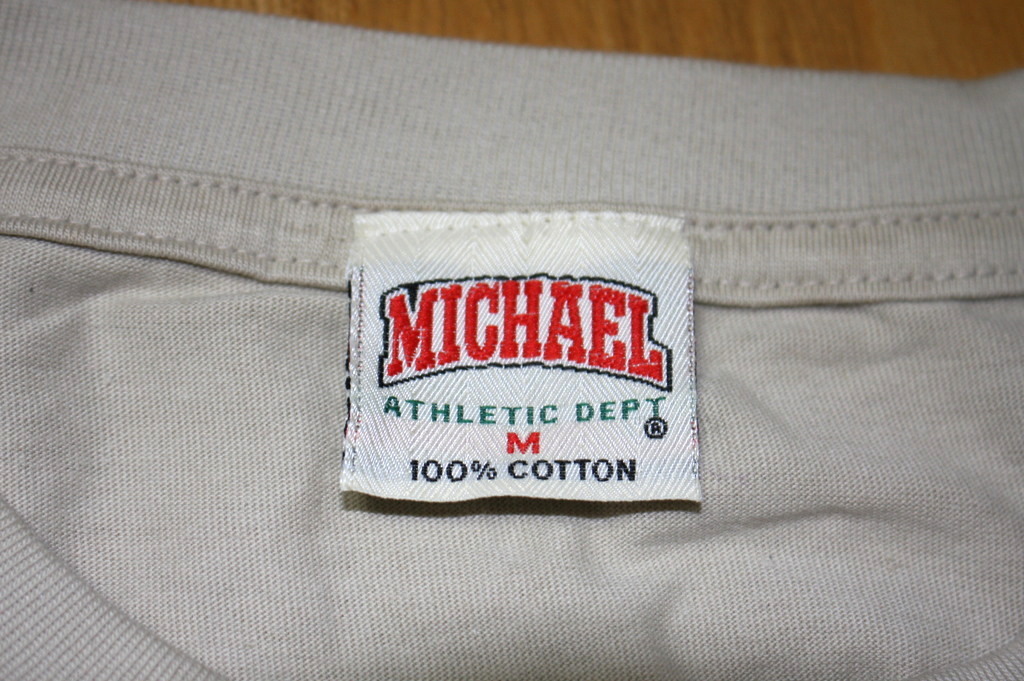 MICHAEL
ATHLETIC DEPT
®
M
100% COTTON